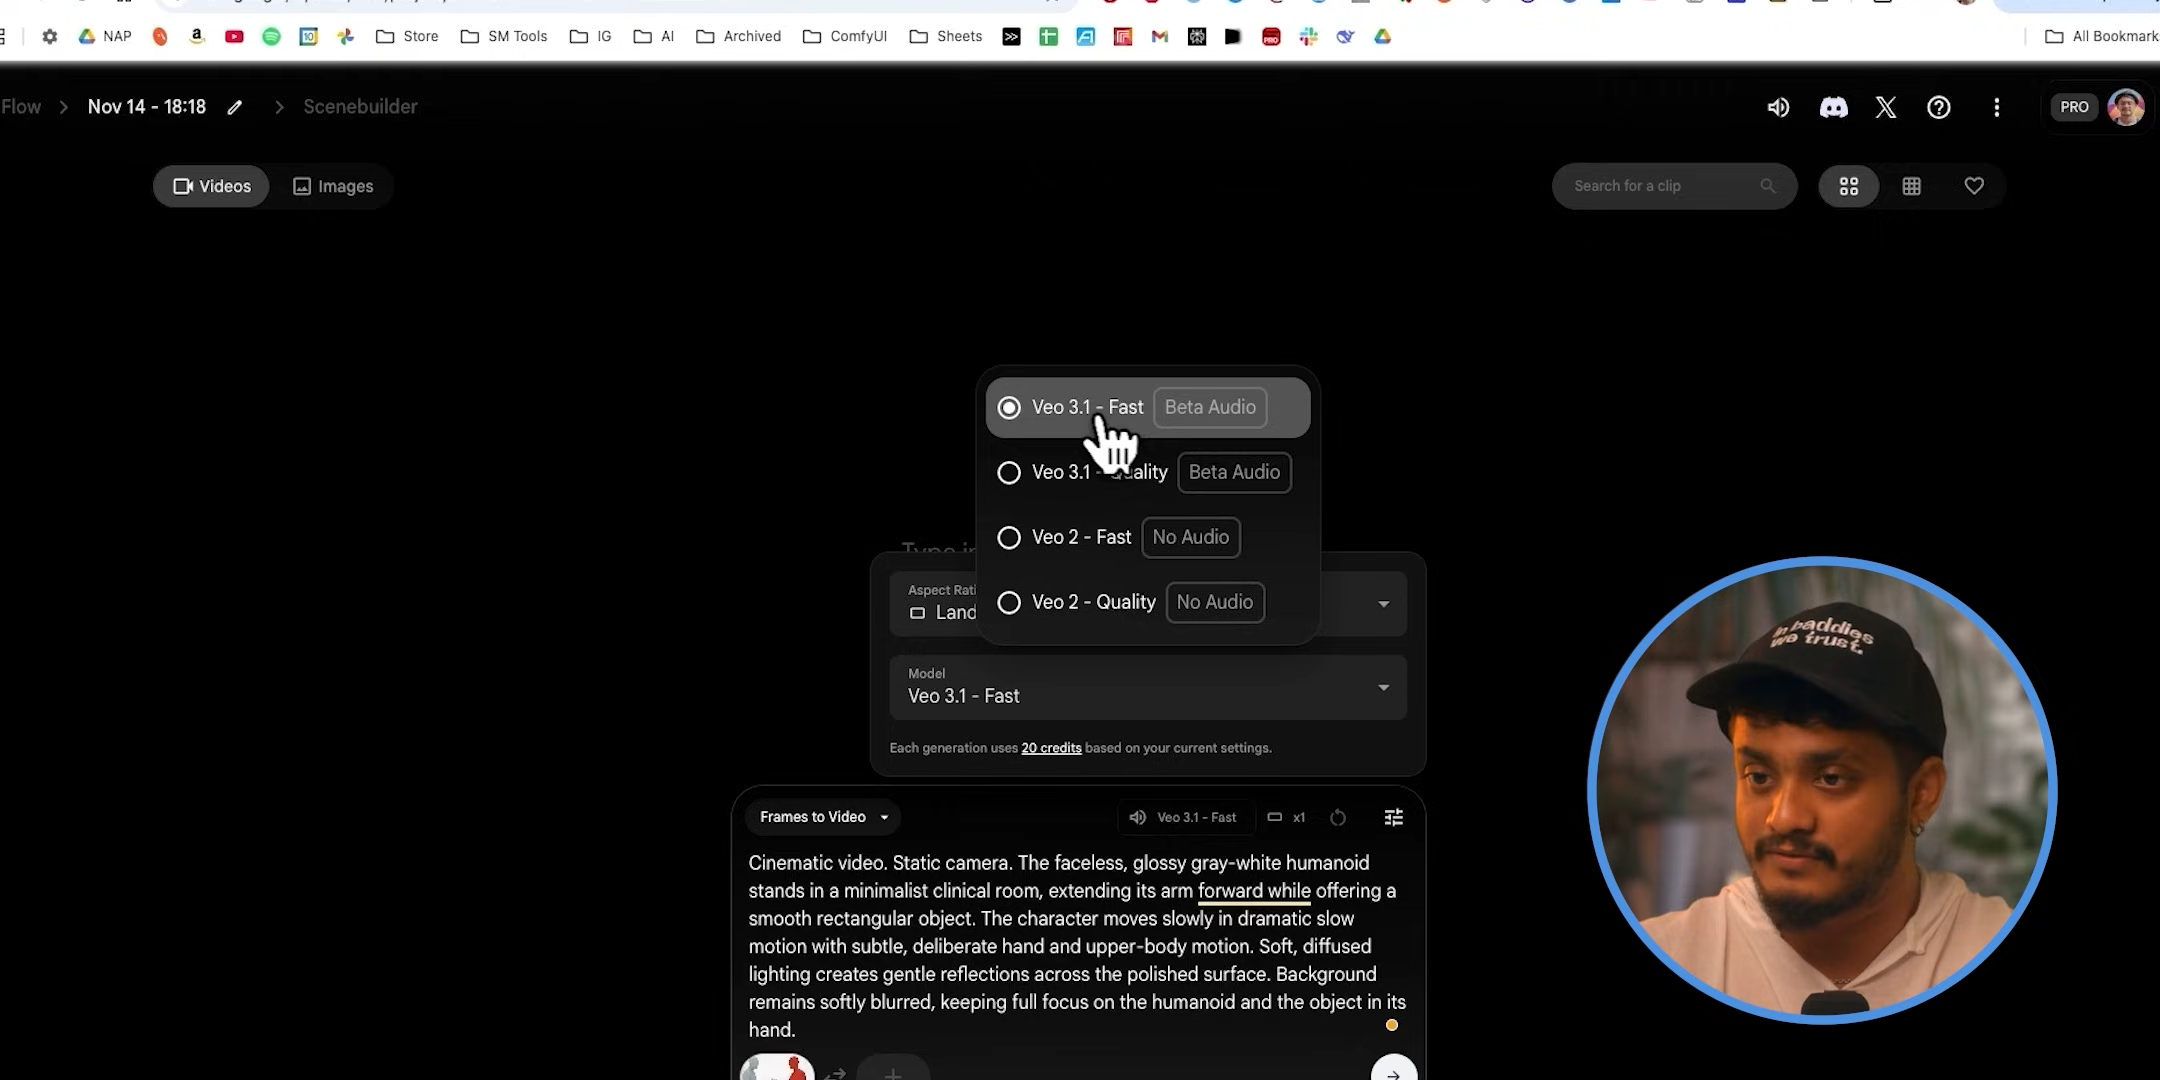 NAP
Store
SM Tools
IG
AI
Archived
ComfyUI
Sheets
All Bookmark
Flow > Nov 14 - 18:18 > Scenebuilder
PRO
Videos
Images
Search for a clip
Veo 3.1 - Fast Beta Audio
Veo 3.1 Beta Audio
Veo 2 - Fast No Audio
Veo 2 - Quality No Audio
Aspect Rati
Land
Model
Veo 3.1 - Fast
Each generation uses 20 credits based on your current settings.
Frames to Video
Veo 3.1 - Fast
x1
Cinematic video. Static camera. The faceless, glossy gray-white humanoid
stands in a minimalist clinical room, extending its arm forward while offering a
smooth rectangular object. The character moves slowly in dramatic slow
motion with subtle, deliberate hand and upper-body motion. Soft, diffused
lighting creates gentle reflections across the polished surface. Background
remains softly blurred, keeping full focus on the humanoid and the object in its
hand.
In baddies
we trust.